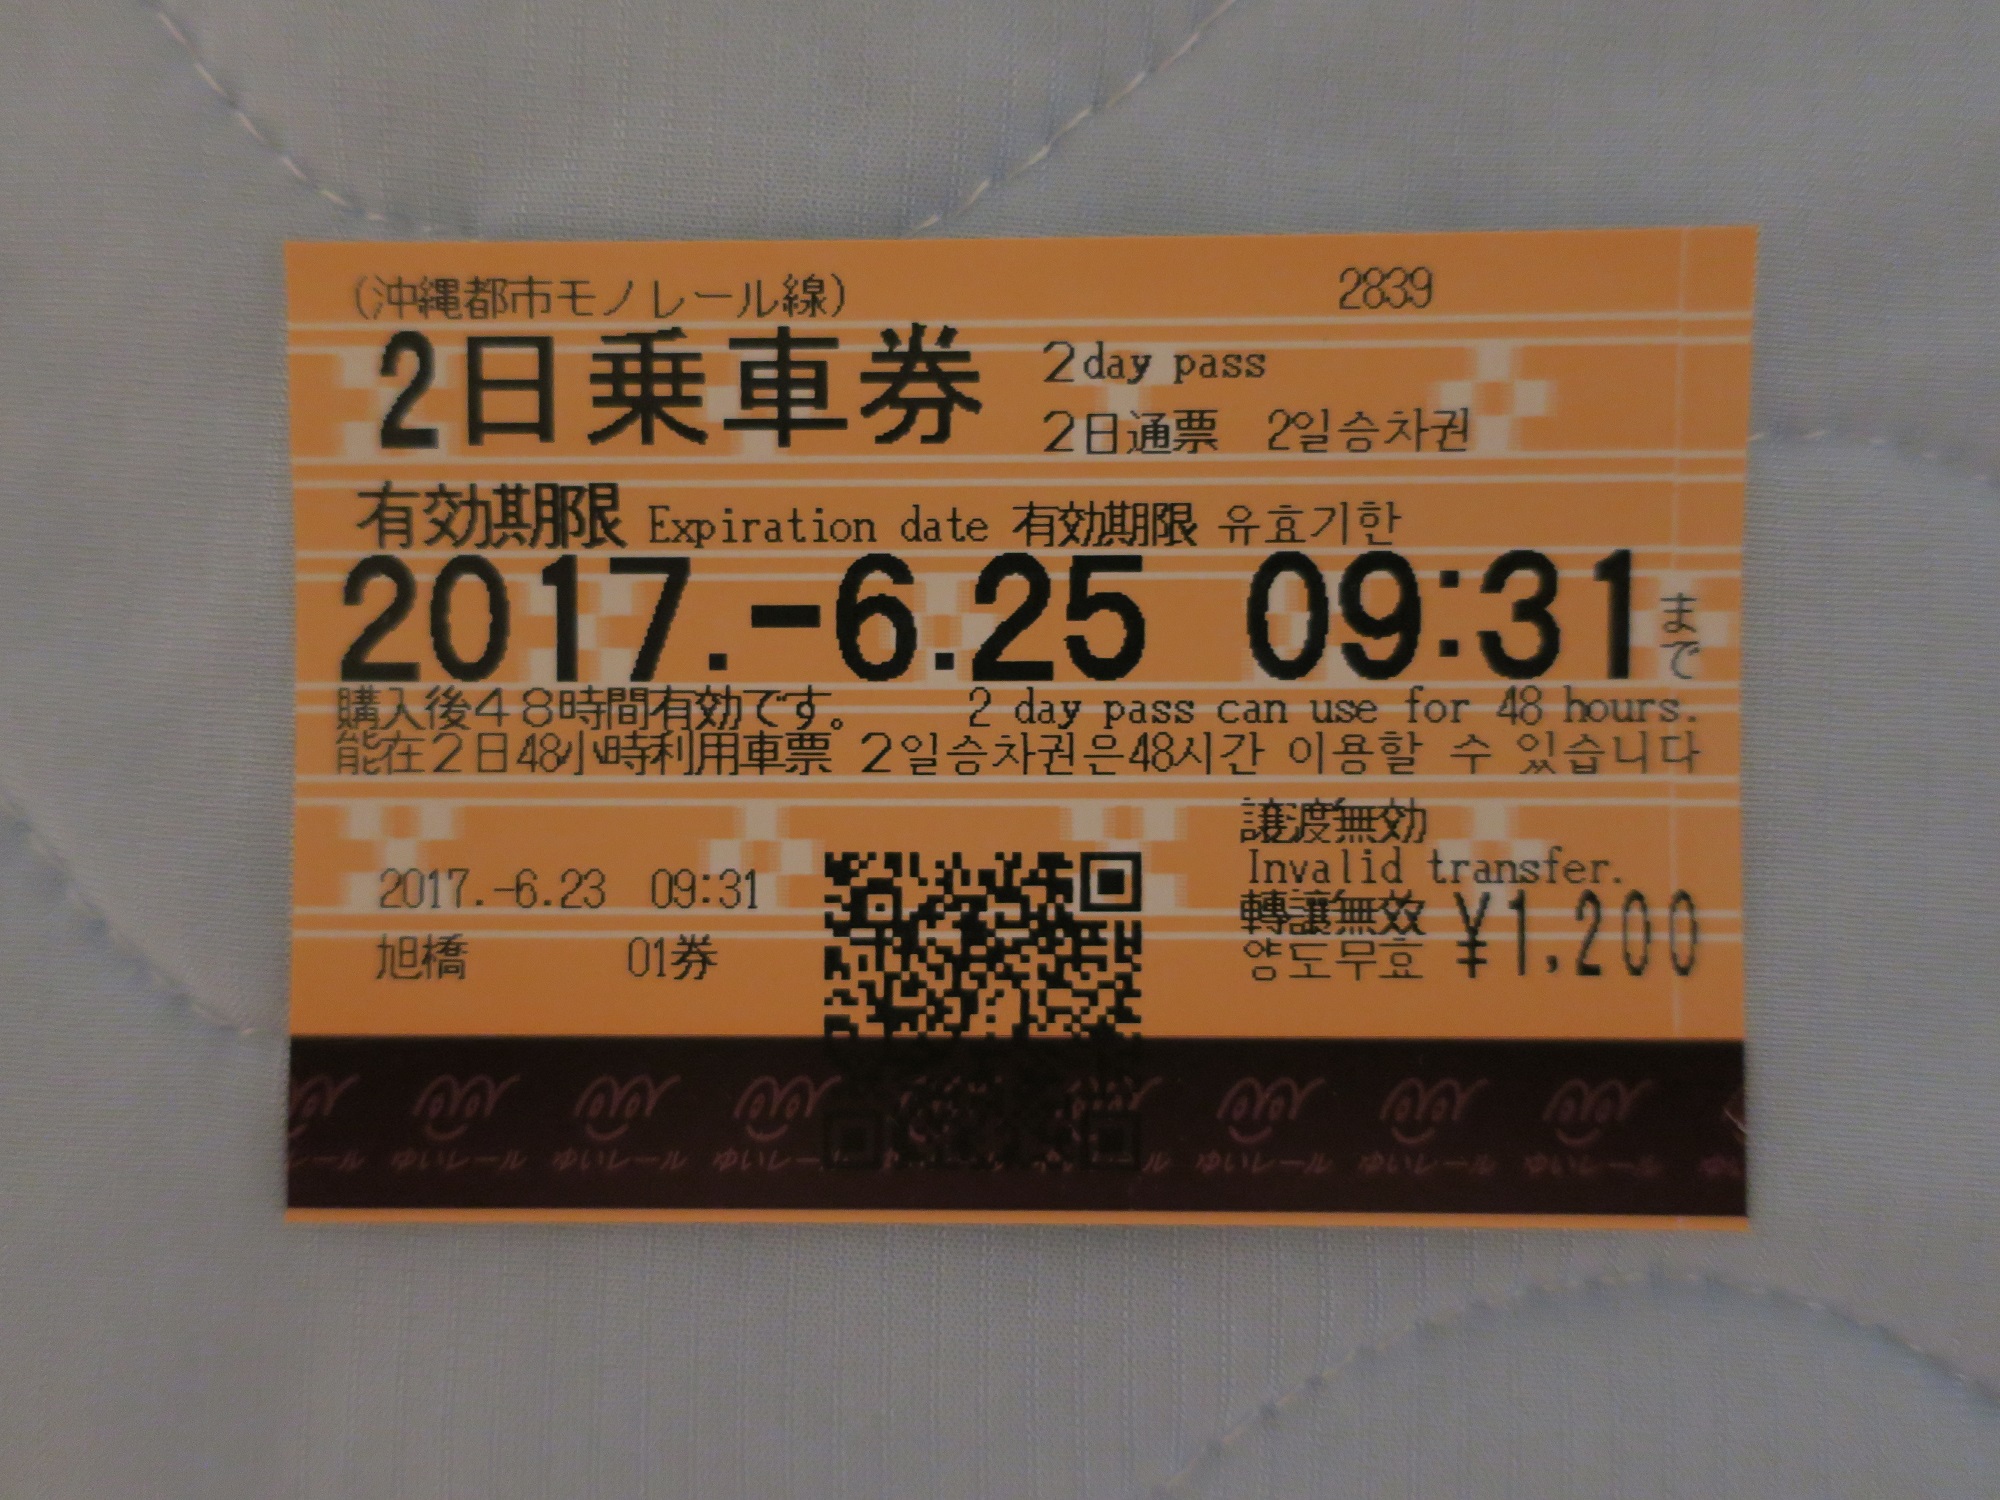 (沖縄都市モノレール線) 2839
2日乗車券
2day pass
2日通票 2일승차권
有効期限 Expiration date 有効期限 유효기한
2017.-6.25 09:31まで
購入後48時間有効です。 2 day pass can use for 48 hours.
能在2日48小時利用車票 2일승차권은48시간 이용할 수 있습니다
譲渡無効
Invalid transfer.
轉讓無效
양도무효
¥1,200
2017.-6.23 09:31
旭橋 01券
ゆいレール ゆいレール ゆいレール ゆいレール ゆいレール ゆいレール